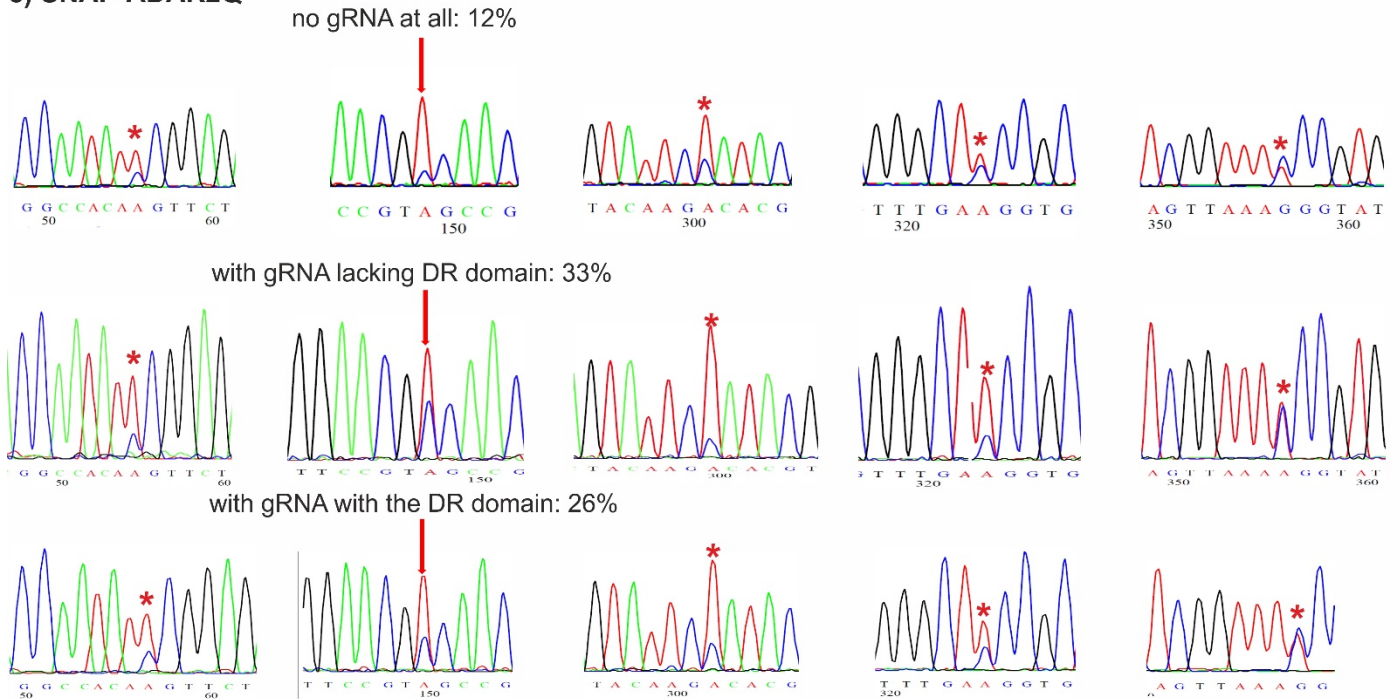 no gRNA at all: 12%
* * * *
G G C C A C A A G T T C T C C G T A G C C G T A C A A G A C A C G T T T G A A G G T G A G T T A A A G G G T A T
50 60 150 300 320 350 360
with gRNA lacking DR domain: 33%
* * * *
G G C C A C A A G T T C T T T C C G T A G C C G T A C A A G A C A C G T G T T T G A A G G T G A G T T A A A A G G T A T
50 60 150 300 320 350 360
with gRNA with the DR domain: 26%
* * * *
G G C C A C A A G T T C T T T C C G T A G C C G T A C A A G A C A C G T T T G A A G G T G A G T T A A A G G
50 60 150 300 320